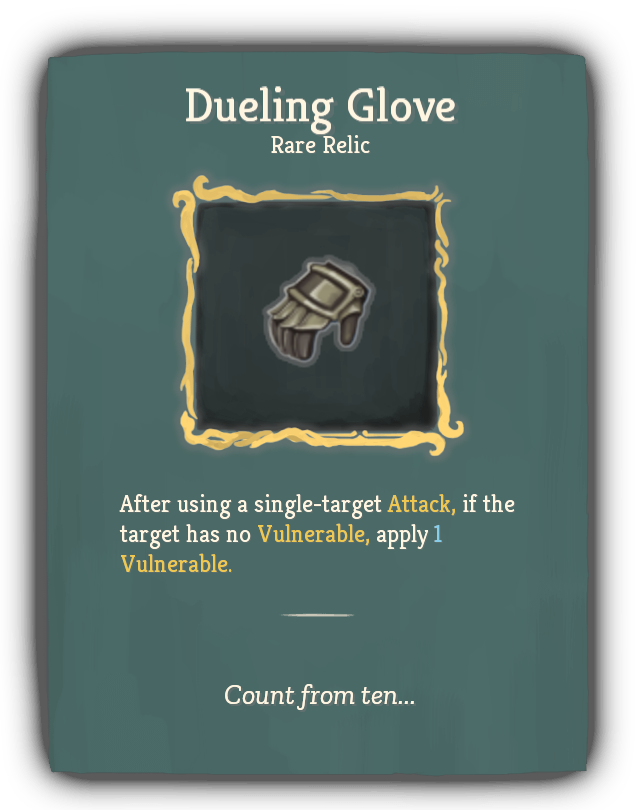 Dueling Glove
Rare Relic
After using a single-target Attack, if the
target has no Vulnerable, apply 1
Vulnerable.
Count from ten...